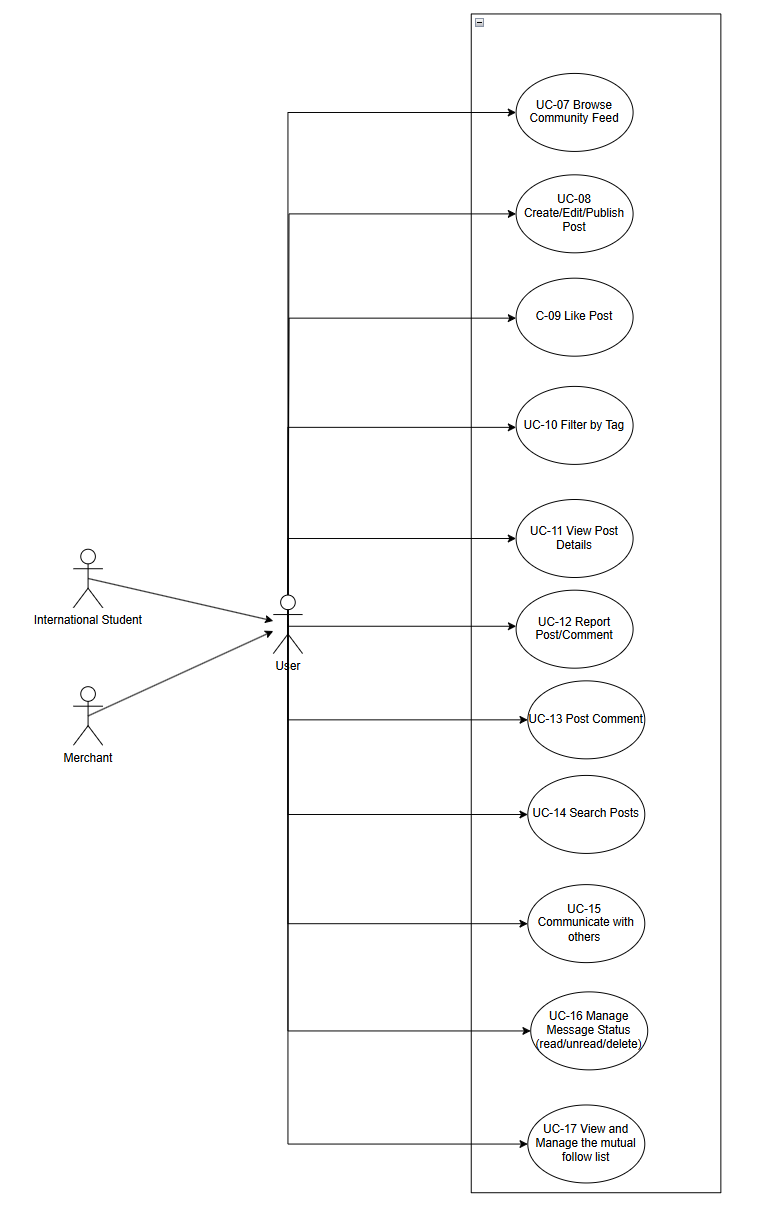 UC-07 Browse
Community Feed
UC-08
Create/Edit/Publish
Post
C-09 Like Post
UC-10 Filter by Tag
UC-11 View Post
Details
International Student
UC-12 Report
Post/Comment
User
UC-13 Post Comment
Merchant
UC-14 Search Posts
UC-15
Communicate with
others
UC-16 Manage
Message Status
(read/unread/delete)
UC-17 View and
Manage the mutual
follow list